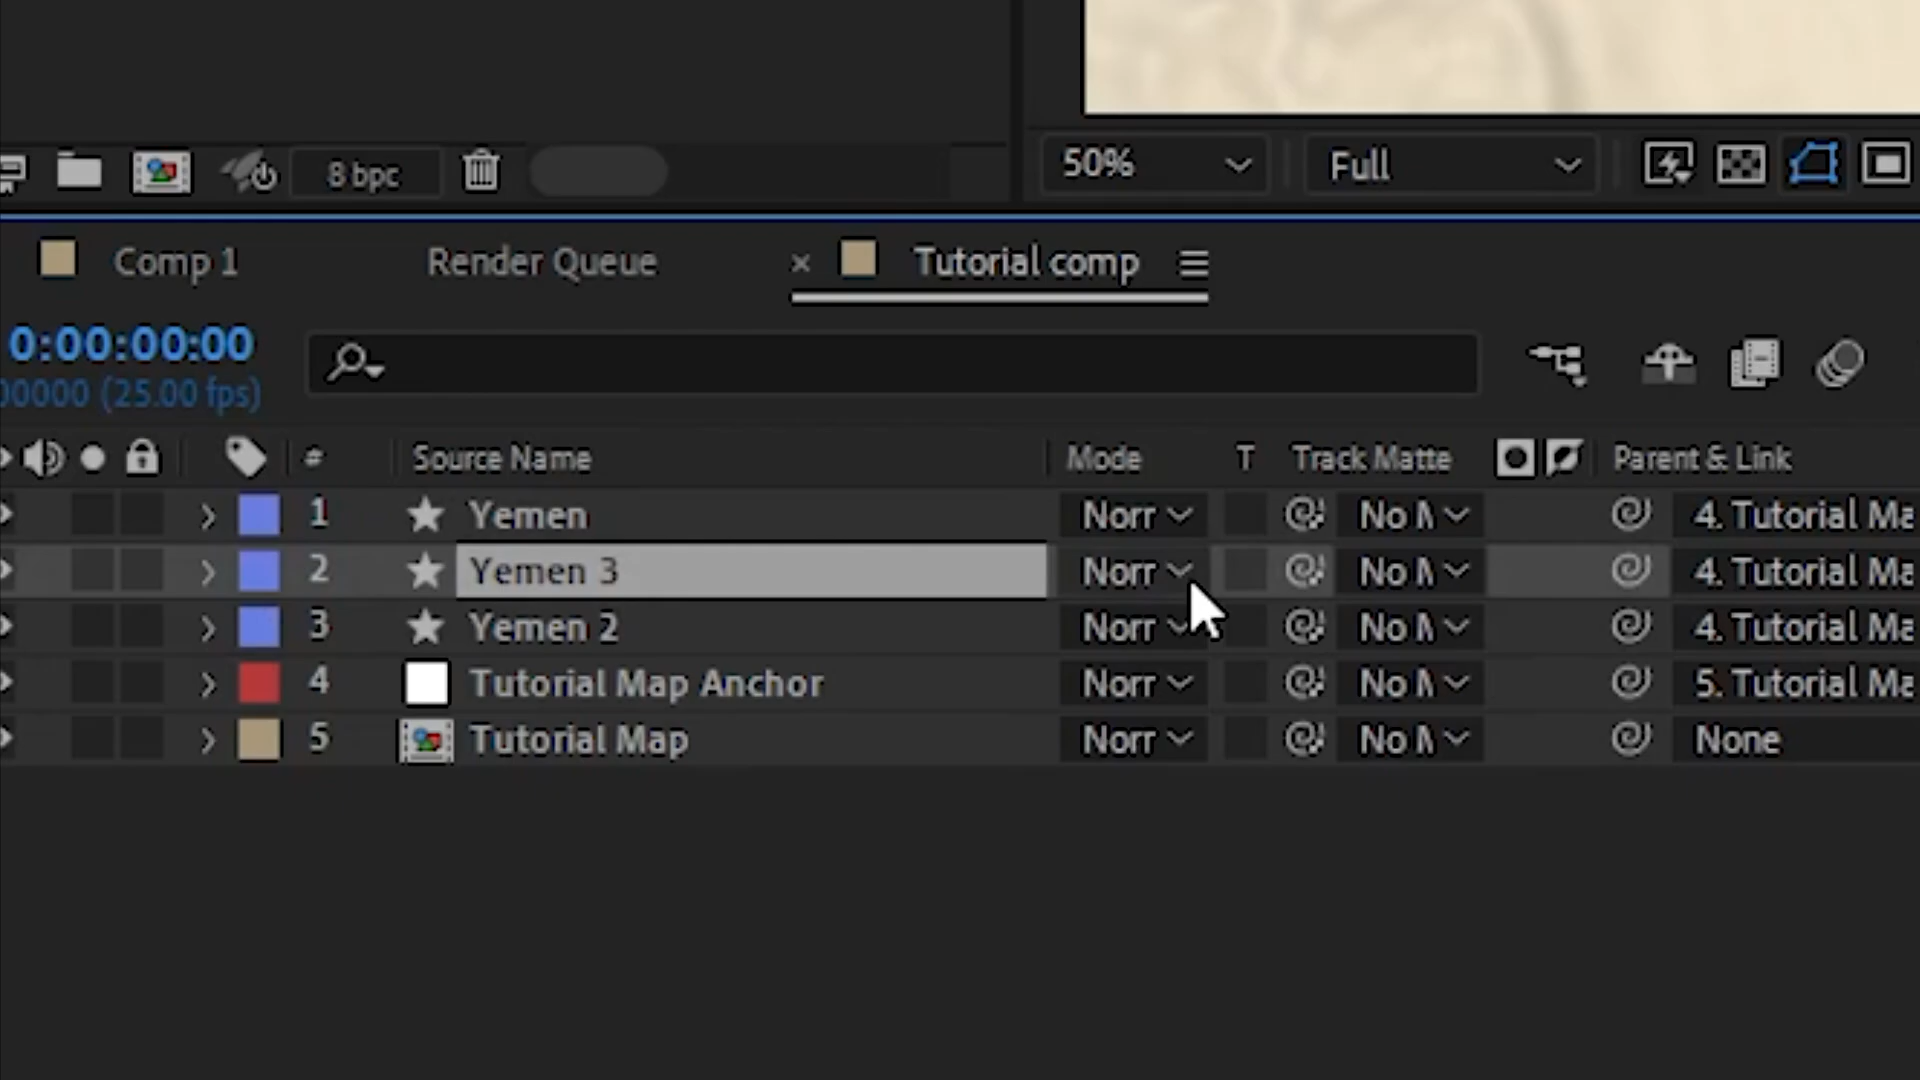 8 bpc
50%
Full
Comp 1
Render Queue
Tutorial comp
0:00:00:00
00000 (25.00 fps)
#
Source Name
Mode
T
Track Matte
Parent & Link
1
Yemen
Norr
No M
4. Tutorial Ma
2
Yemen 3
Norr
No M
4. Tutorial Ma
3
Yemen 2
Norr
No M
4. Tutorial Ma
4
Tutorial Map Anchor
Norr
No M
5. Tutorial Ma
5
Tutorial Map
Norr
No M
None